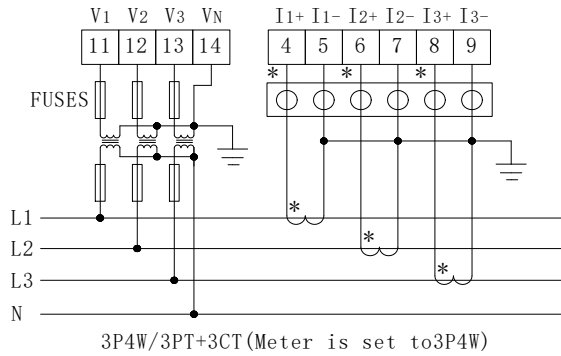 V1 V2 V3 VN I1+ I1- I2+ I2- I3+ I3-
11 12 13 14 4 5 6 7 8 9
* * *
FUSES
*
L1
*
L2
*
L3
N
3P4W/3PT+3CT(Meter is set to3P4W)